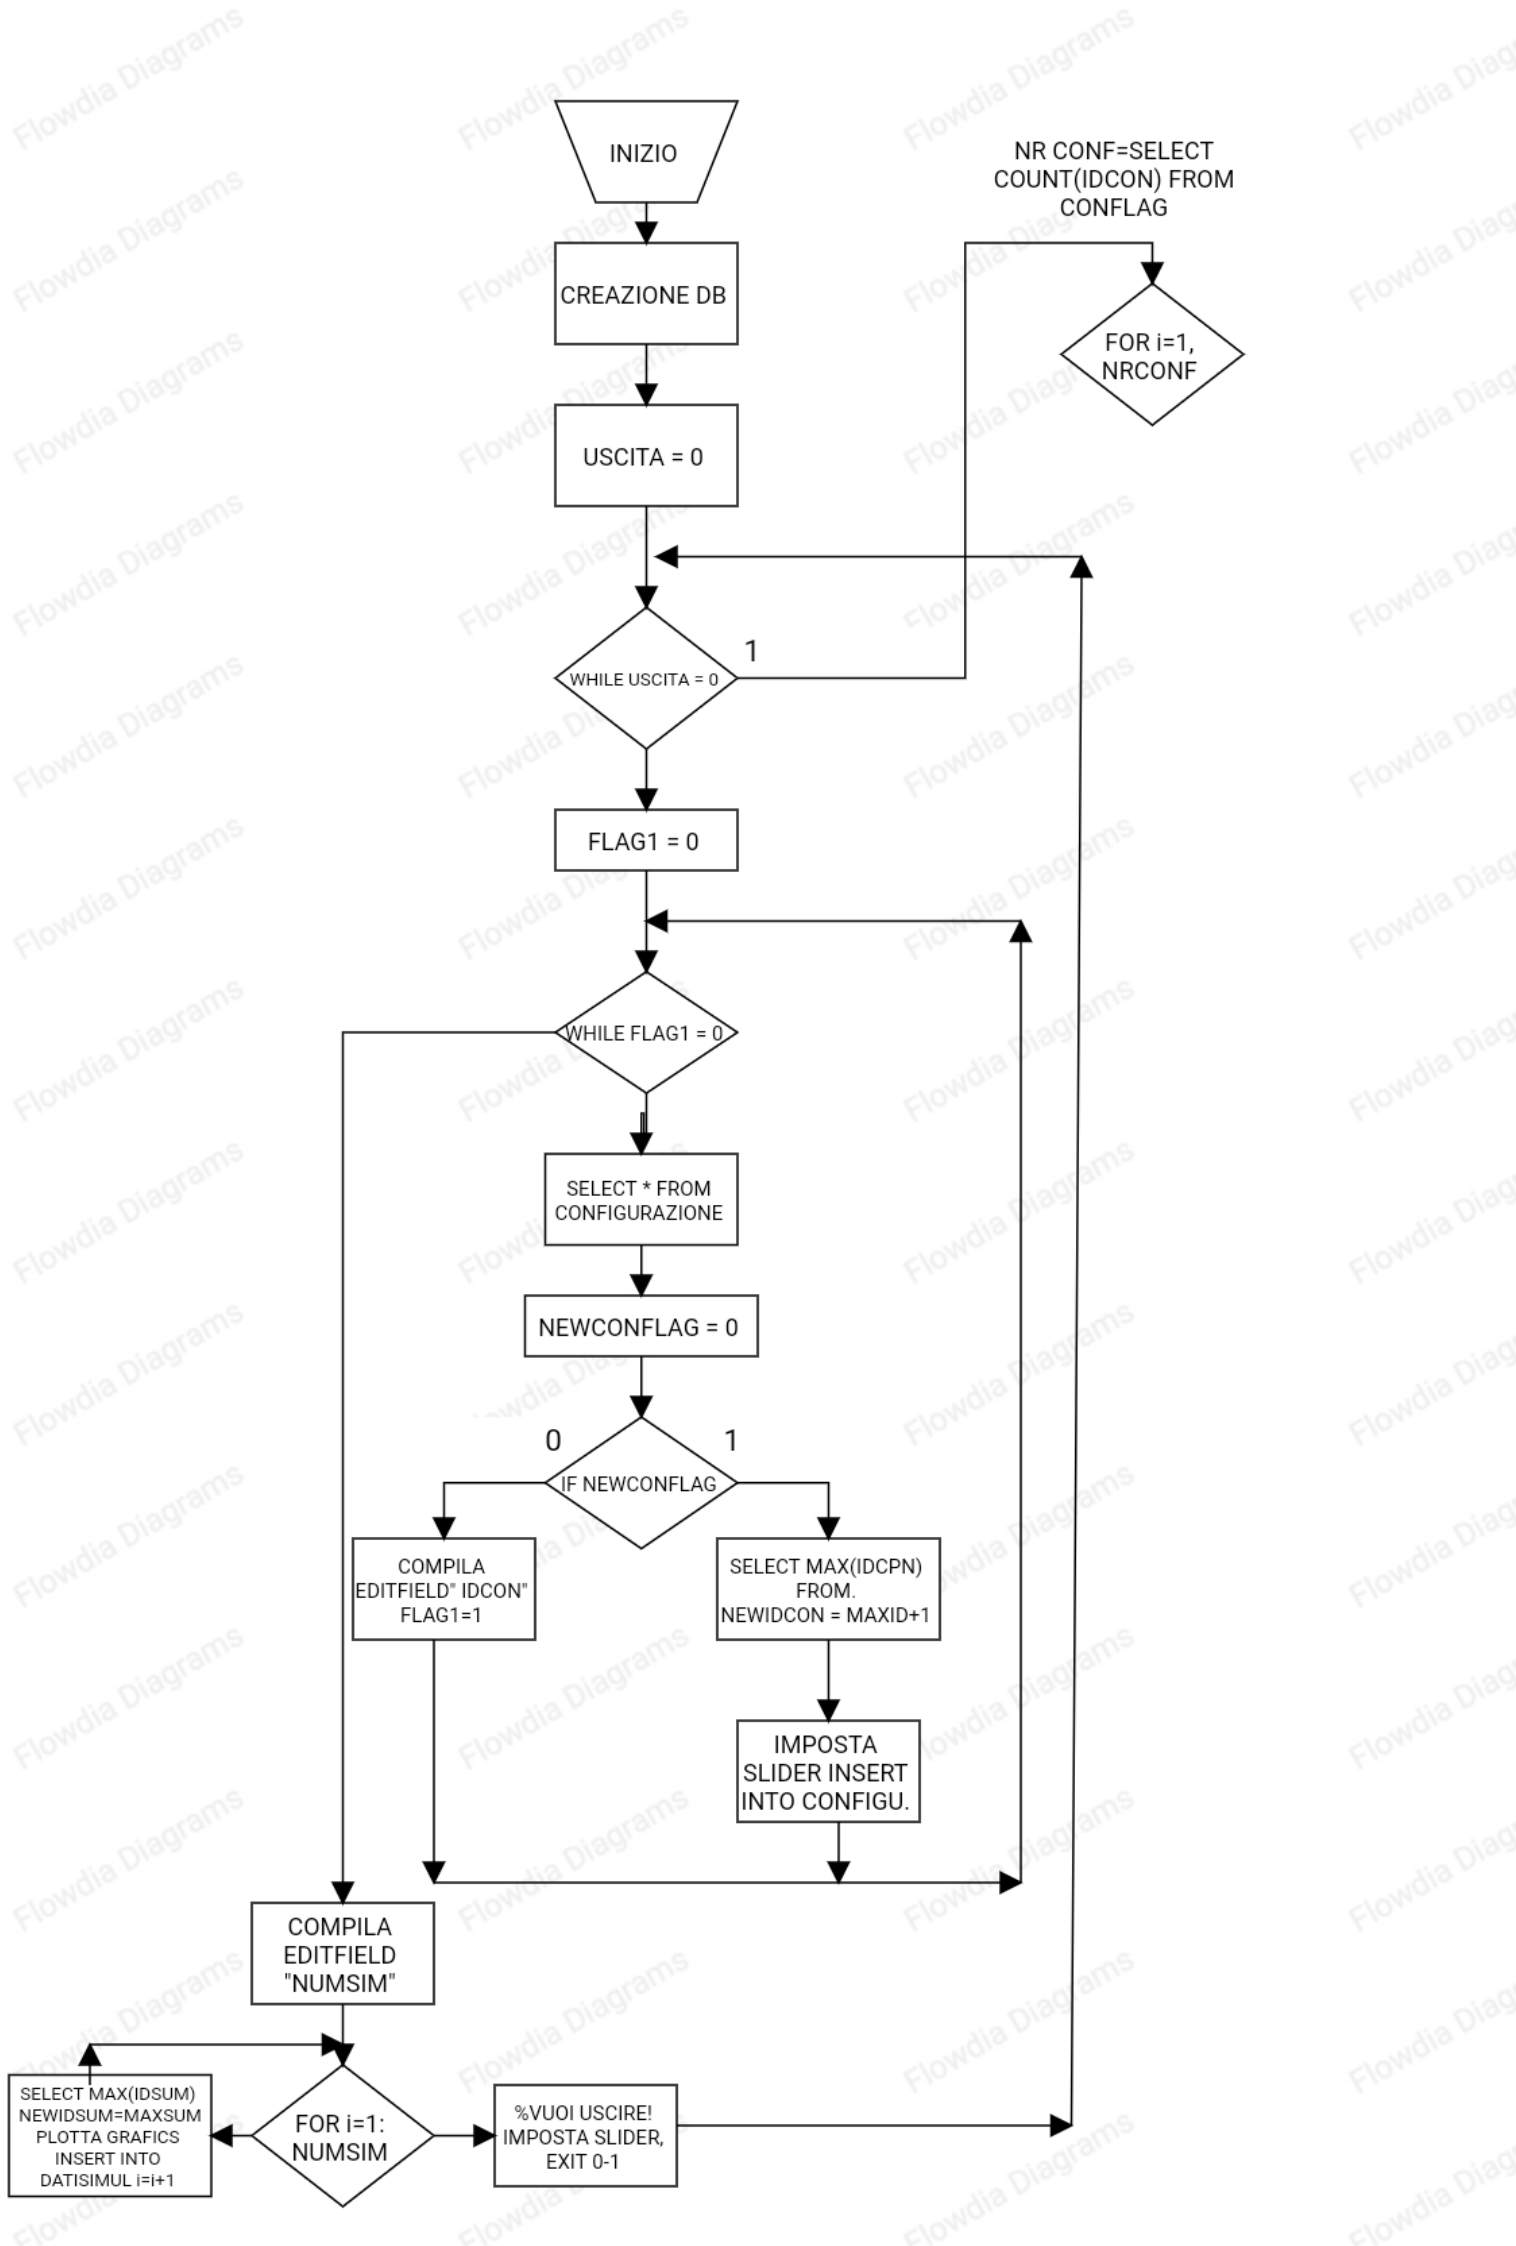 INIZIO
NR CONF=SELECT
COUNT(IDCON) FROM
CONFLAG
CREAZIONE DB
FOR i=1,
NRCONF
USCITA = 0
1
WHILE USCITA = 0
FLAG1 = 0
WHILE FLAG1 = 0
SELECT * FROM
CONFIGURAZIONE
NEWCONFLAG = 0
0
1
IF NEWCONFLAG
COMPILA
EDITFIELD" IDCON"
FLAG1=1
SELECT MAX(IDCPN)
FROM.
NEWIDCON = MAXID+1
IMPOSTA
SLIDER INSERT
INTO CONFIGU.
COMPILA
EDITFIELD
"NUMSIM"
SELECT MAX(IDSUM)
NEWIDSUM=MAXSUM
PLOTTA GRAFICS
INSERT INTO
DATISIMUL i=i+1
FOR i=1:
NUMSIM
%VUOI USCIRE!
IMPOSTA SLIDER,
EXIT 0-1
Flowdia Diagrams